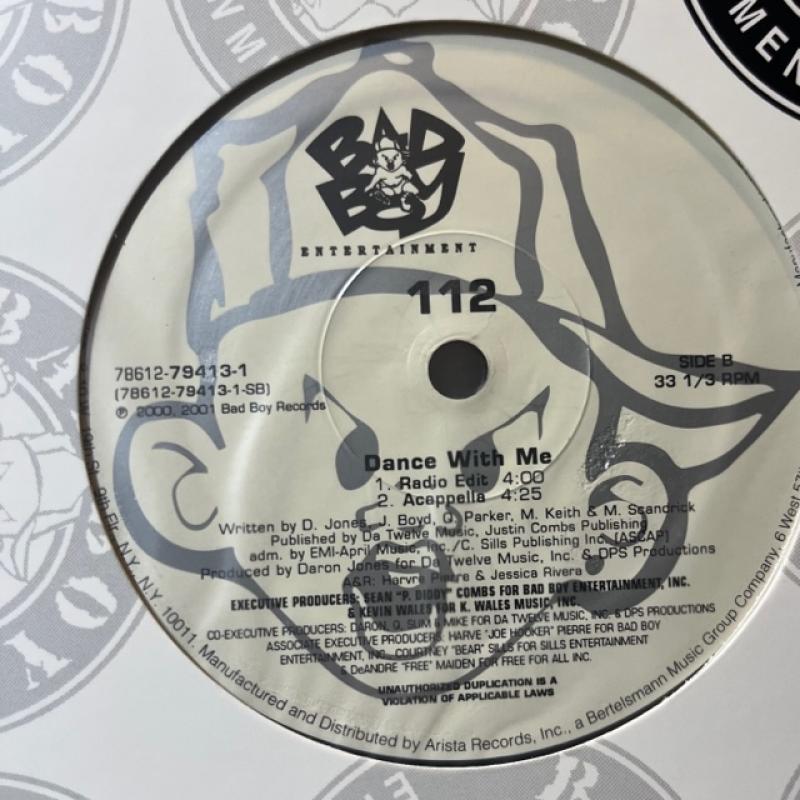 BAD BOY
ENTERTAINMENT
112
78612-79413-1
(78612-79413-1-SB)
℗ 2000, 2001 Bad Boy Records
SIDE B
33 1/3 RPM
Dance With Me
1. Radio Edit 4:00
2. Acappella 4:25
Written by D. Jones, J. Boyd, Q. Parker, M. Keith & M. Scandrick
Published by Da Twelve Music, Justin Combs Publishing
adm. by EMI-April Music, Inc./C. Sills Publishing Inc. (ASCAP)
Produced by Daron Jones for Da Twelve Music, Inc. & DPS Productions
A&R: Harve Pierre & Jessica Rivera
EXECUTIVE PRODUCERS: SEAN "P. DIDDY" COMBS FOR BAD BOY ENTERTAINMENT, INC.
& KEVIN WALES FOR K. WALES MUSIC, INC.
CO-EXECUTIVE PRODUCERS: DARON, Q, SLIM & MIKE FOR DA TWELVE MUSIC, INC. & DPS PRODUCTIONS
ASSOCIATE EXECUTIVE PRODUCERS: HARVE "JOE HOOKER" PIERRE FOR BAD BOY
ENTERTAINMENT, INC., COURTNEY "BEAR" SILLS FOR SILLS ENTERTAINMENT
& DeANDRE "FREE" MAIDEN FOR FREE FOR ALL INC.
UNAUTHORIZED DUPLICATION IS A
VIOLATION OF APPLICABLE LAWS
9th Flr., N.Y., N.Y. 10011. Manufactured and Distributed by Arista Records, Inc., a Bertelsmann Music Group Company, 6 West 57